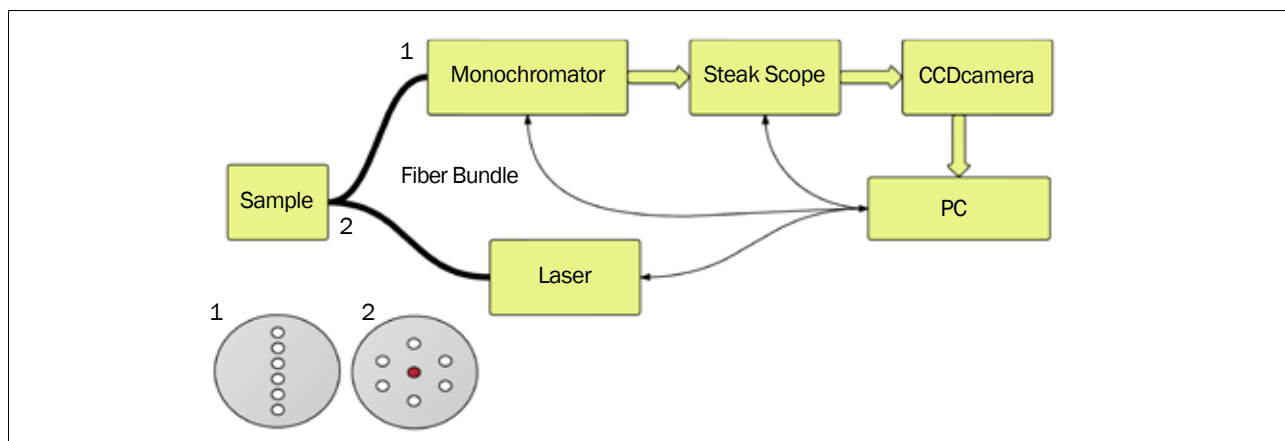 1
Monochromator
Steak Scope
CCDcamera
Fiber Bundle
Sample
2
PC
Laser
1
2